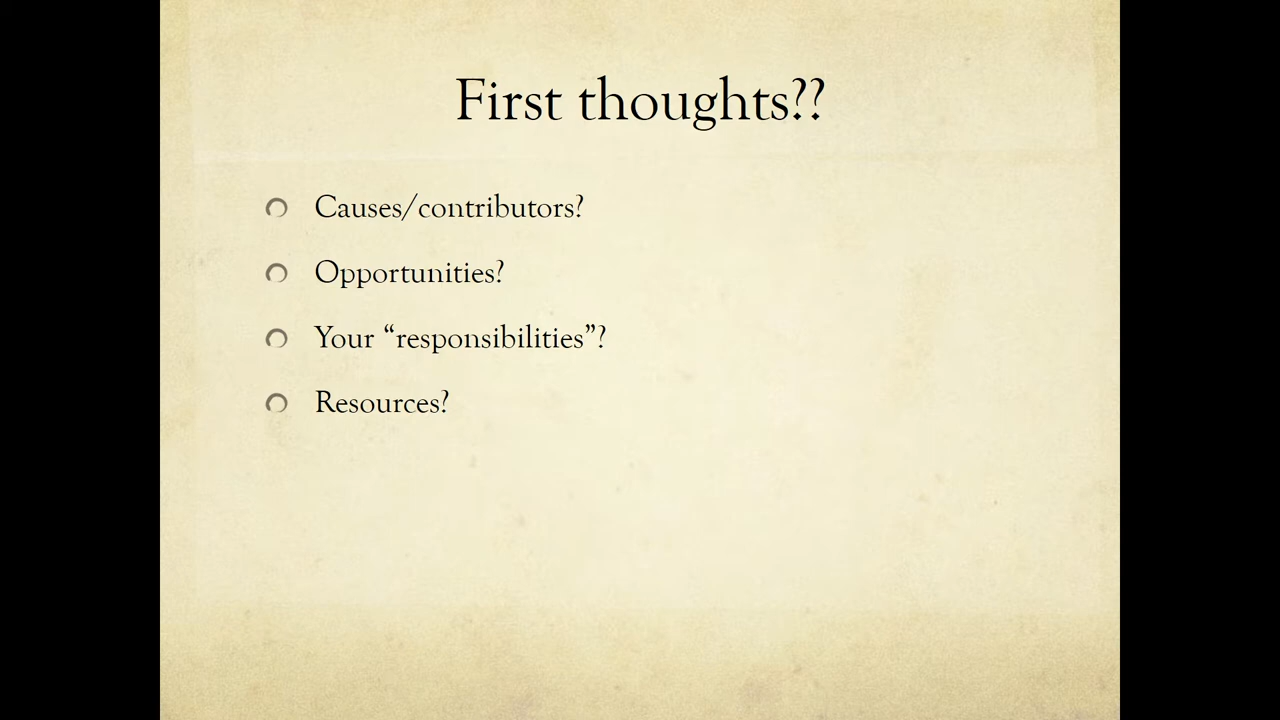 First thoughts??
Causes/contributors?
Opportunities?
Your “responsibilities”?
Resources?